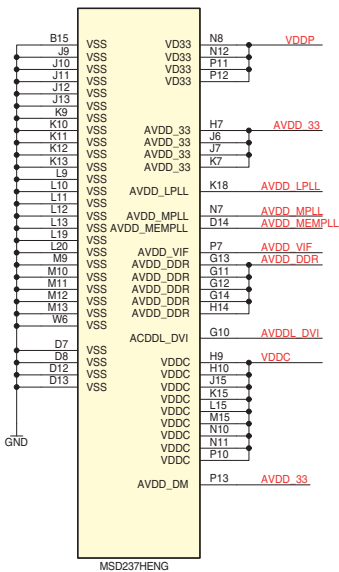 B15 VSS VD33 N8 VDDP
J9 VSS VD33 N12
J10 VSS VD33 P11
J11 VSS VD33 P12
J12 VSS
J13 VSS
K9 VSS
K10 VSS AVDD_33 H7 AVDD_33
K11 VSS AVDD_33 J6
K12 VSS AVDD_33 J7
K13 VSS AVDD_33 K7
L9 VSS
L10 VSS AVDD_LPLL K18 AVDD_LPLL
L11 VSS
L12 VSS AVDD_MPLL N7 AVDD_MPLL
L13 VSS AVDD_MEMPLL D14 AVDD_MEMPLL
L19 VSS
L20 VSS AVDD_VIF P7 AVDD_VIF
M9 VSS AVDD_DDR G13 AVDD_DDR
M10 VSS AVDD_DDR G11
M11 VSS AVDD_DDR G12
M12 VSS AVDD_DDR G14
M13 VSS AVDD_DDR H14
W6 VSS
ACDDL_DVI G10 AVDDL_DVI
D7 VSS
D8 VSS VDDC H9 VDDC
D12 VSS VDDC H10
D13 VSS VDDC J15
VDDC K15
VDDC L15
VDDC M15
VDDC N10
VDDC N11
VDDC P10
GND
AVDD_DM P13 AVDD_33
MSD237HENG